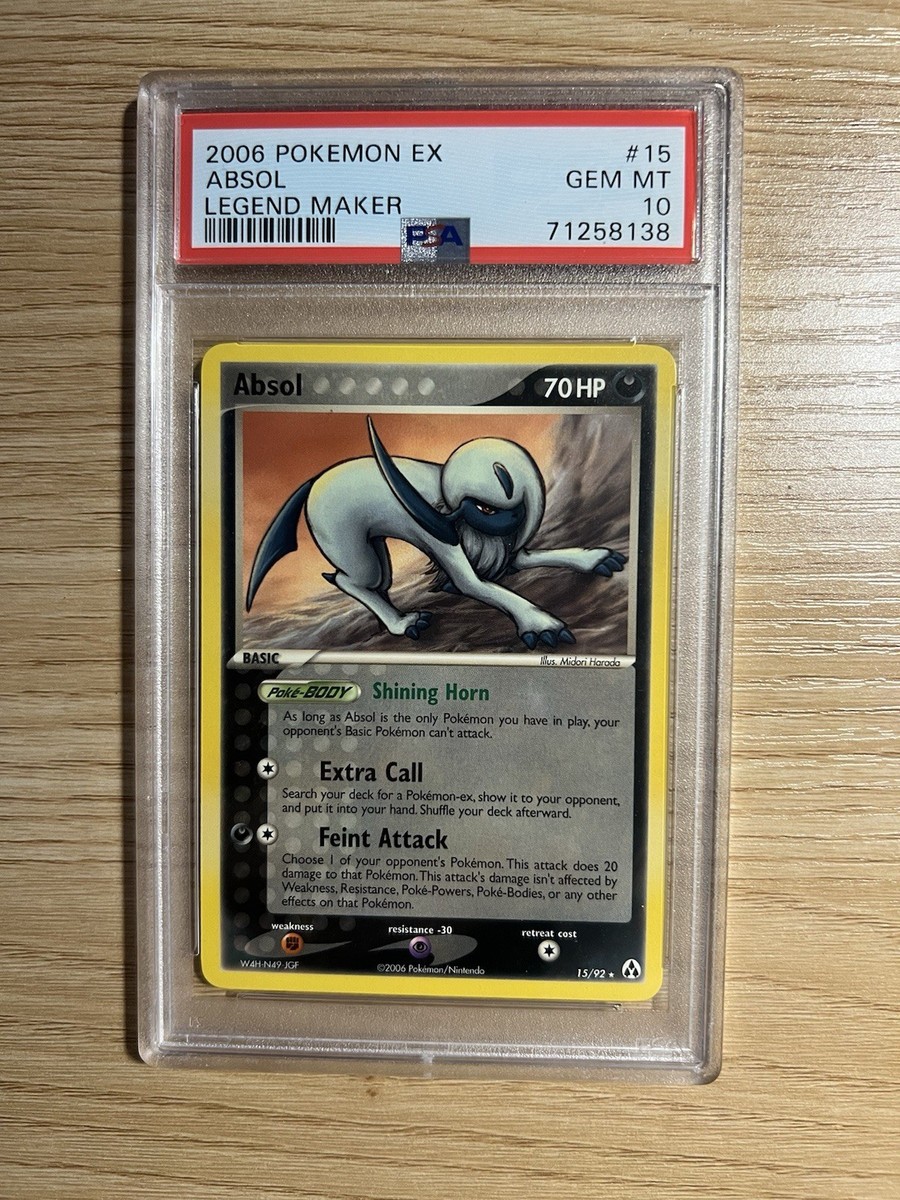 2006 POKEMON EX #15
ABSOL GEM MT
LEGEND MAKER 10
PSA 71258138
Absol 70 HP
BASIC Illus. Midori Harada
Poké-BODY Shining Horn
As long as Absol is the only Pokémon you have in play, your
opponent's Basic Pokémon can't attack.
Extra Call
Search your deck for a Pokémon-ex, show it to your opponent,
and put it into your hand. Shuffle your deck afterward.
Feint Attack
Choose 1 of your opponent's Pokémon. This attack does 20
damage to that Pokémon. This attack's damage isn't affected by
Weakness, Resistance, Poké-Powers, Poké-Bodies, or any other
effects on that Pokémon.
weakness resistance -30 retreat cost
W4H-N49-JGF ©2006 Pokémon/Nintendo 15/92 ★